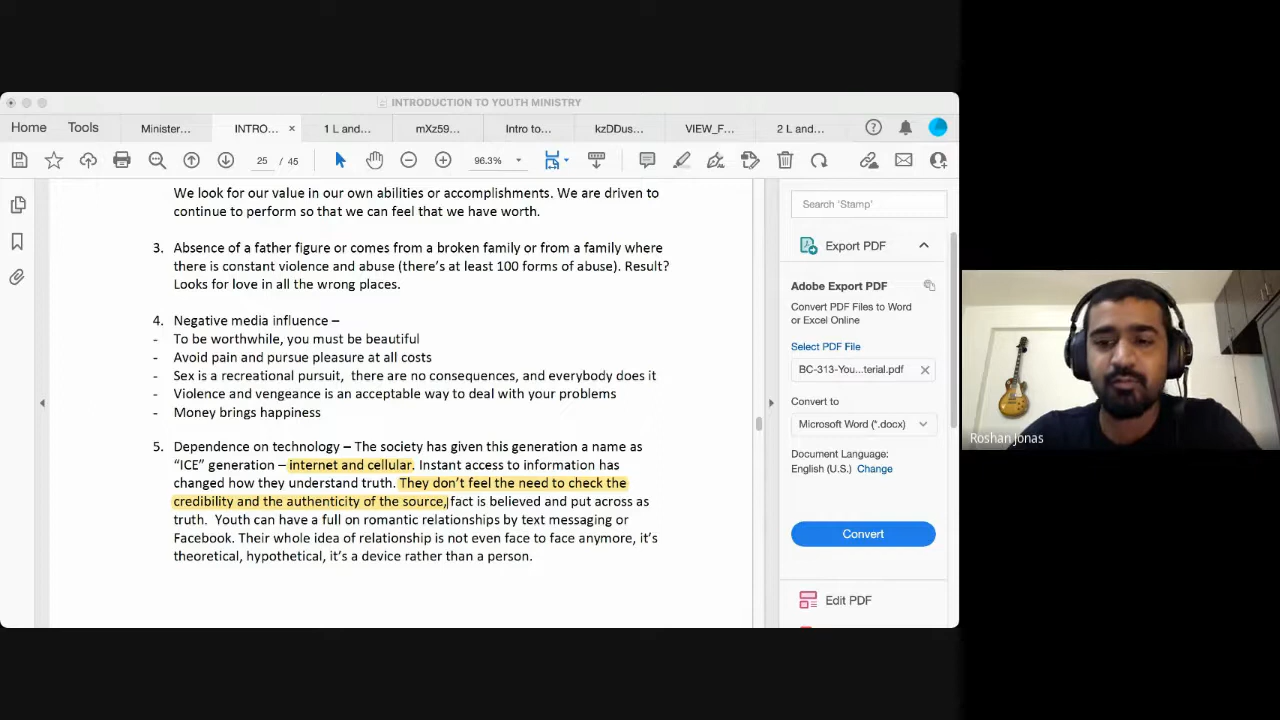 INTRODUCTION TO YOUTH MINISTRY
Home Tools Minister... INTRO... × 1 L and... mXz59... Intro to... kzDDus... VIEW_F... 2 L and...
25 / 45 96.3%
We look for our value in our own abilities or accomplishments. We are driven to
continue to perform so that we can feel that we have worth.
3. Absence of a father figure or comes from a broken family or from a family where
there is constant violence and abuse (there's at least 100 forms of abuse). Result?
Looks for love in all the wrong places.
4. Negative media influence –
- To be worthwhile, you must be beautiful
- Avoid pain and pursue pleasure at all costs
- Sex is a recreational pursuit, there are no consequences, and everybody does it
- Violence and vengeance is an acceptable way to deal with your problems
- Money brings happiness
5. Dependence on technology – The society has given this generation a name as
“ICE” generation – internet and cellular. Instant access to information has
changed how they understand truth. They don’t feel the need to check the
credibility and the authenticity of the source, fact is believed and put across as
truth. Youth can have a full on romantic relationships by text messaging or
Facebook. Their whole idea of relationship is not even face to face anymore, it’s
theoretical, hypothetical, it’s a device rather than a person.
Search 'Stamp'
Export PDF
Adobe Export PDF
Convert PDF Files to Word
or Excel Online
Select PDF File
BC-313-You...terial.pdf
Convert to
Microsoft Word (*.docx)
Document Language:
English (U.S.) Change
Convert
Edit PDF
Roshan Jonas